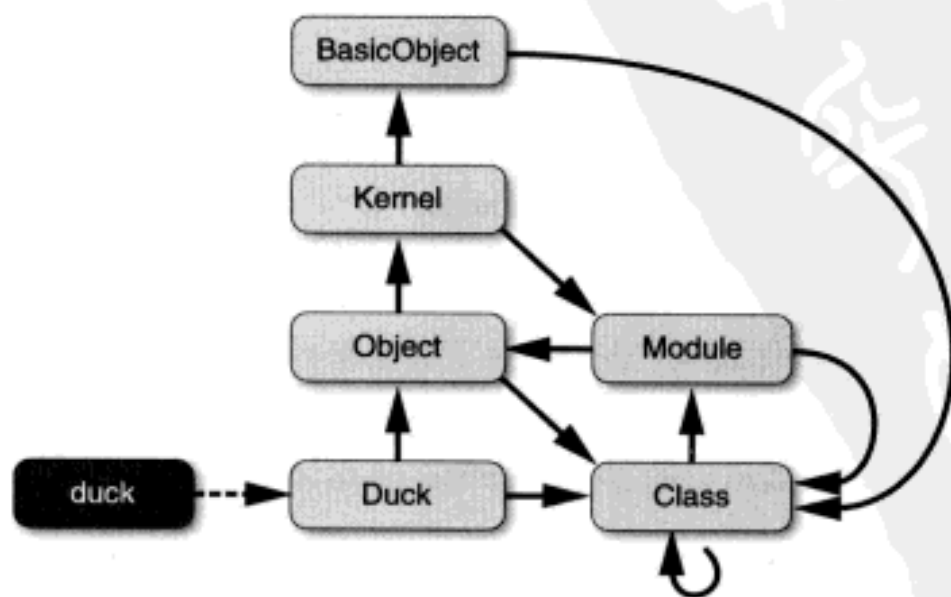 BasicObject
Kernel
Object
Module
duck
Duck
Class